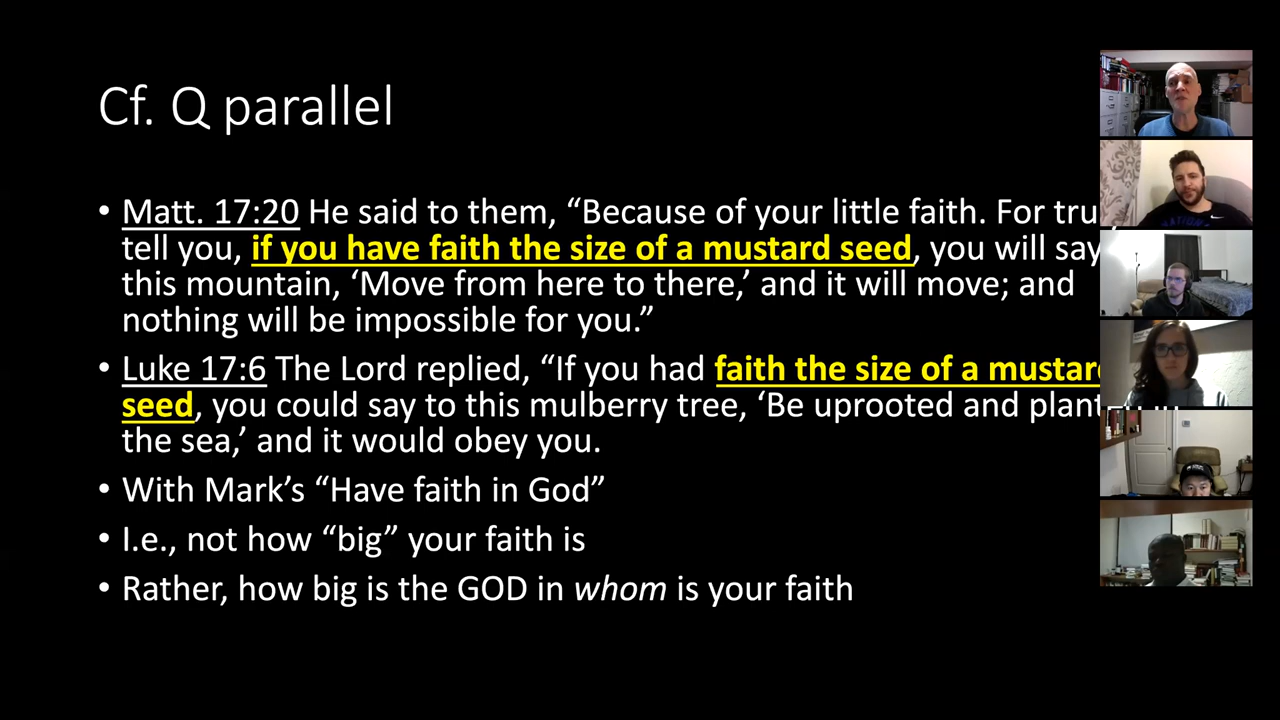 Cf. Q parallel
• Matt. 17:20 He said to them, “Because of your little faith. For tru
tell you, if you have faith the size of a mustard seed, you will say
this mountain, ‘Move from here to there,’ and it will move; and
nothing will be impossible for you.”
• Luke 17:6 The Lord replied, “If you had faith the size of a mustar
seed, you could say to this mulberry tree, ‘Be uprooted and plant
the sea,’ and it would obey you.
• With Mark’s “Have faith in God”
• I.e., not how “big” your faith is
• Rather, how big is the GOD in whom is your faith